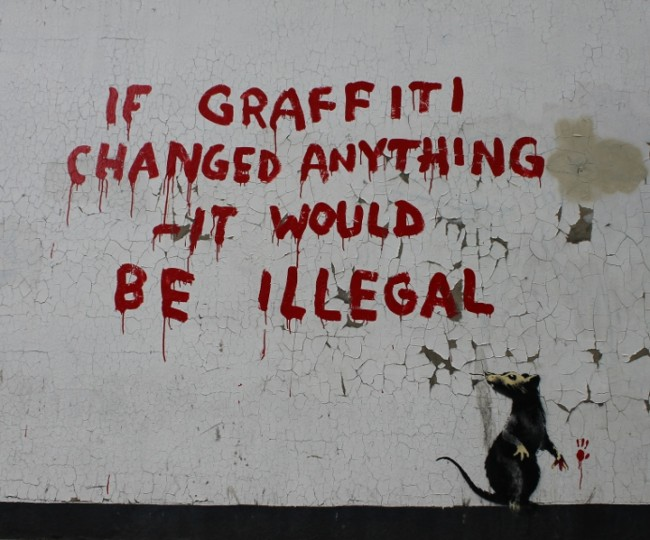 IF GRAFFITI
CHANGED ANYTHING
-IT WOULD
BE ILLEGAL